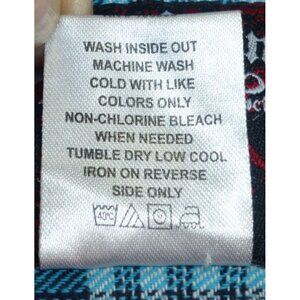 WASH INSIDE OUT
MACHINE WASH
COLD WITH LIKE
COLORS ONLY
NON-CHLORINE BLEACH
WHEN NEEDED
TUMBLE DRY LOW COOL
IRON ON REVERSE
SIDE ONLY
40°C